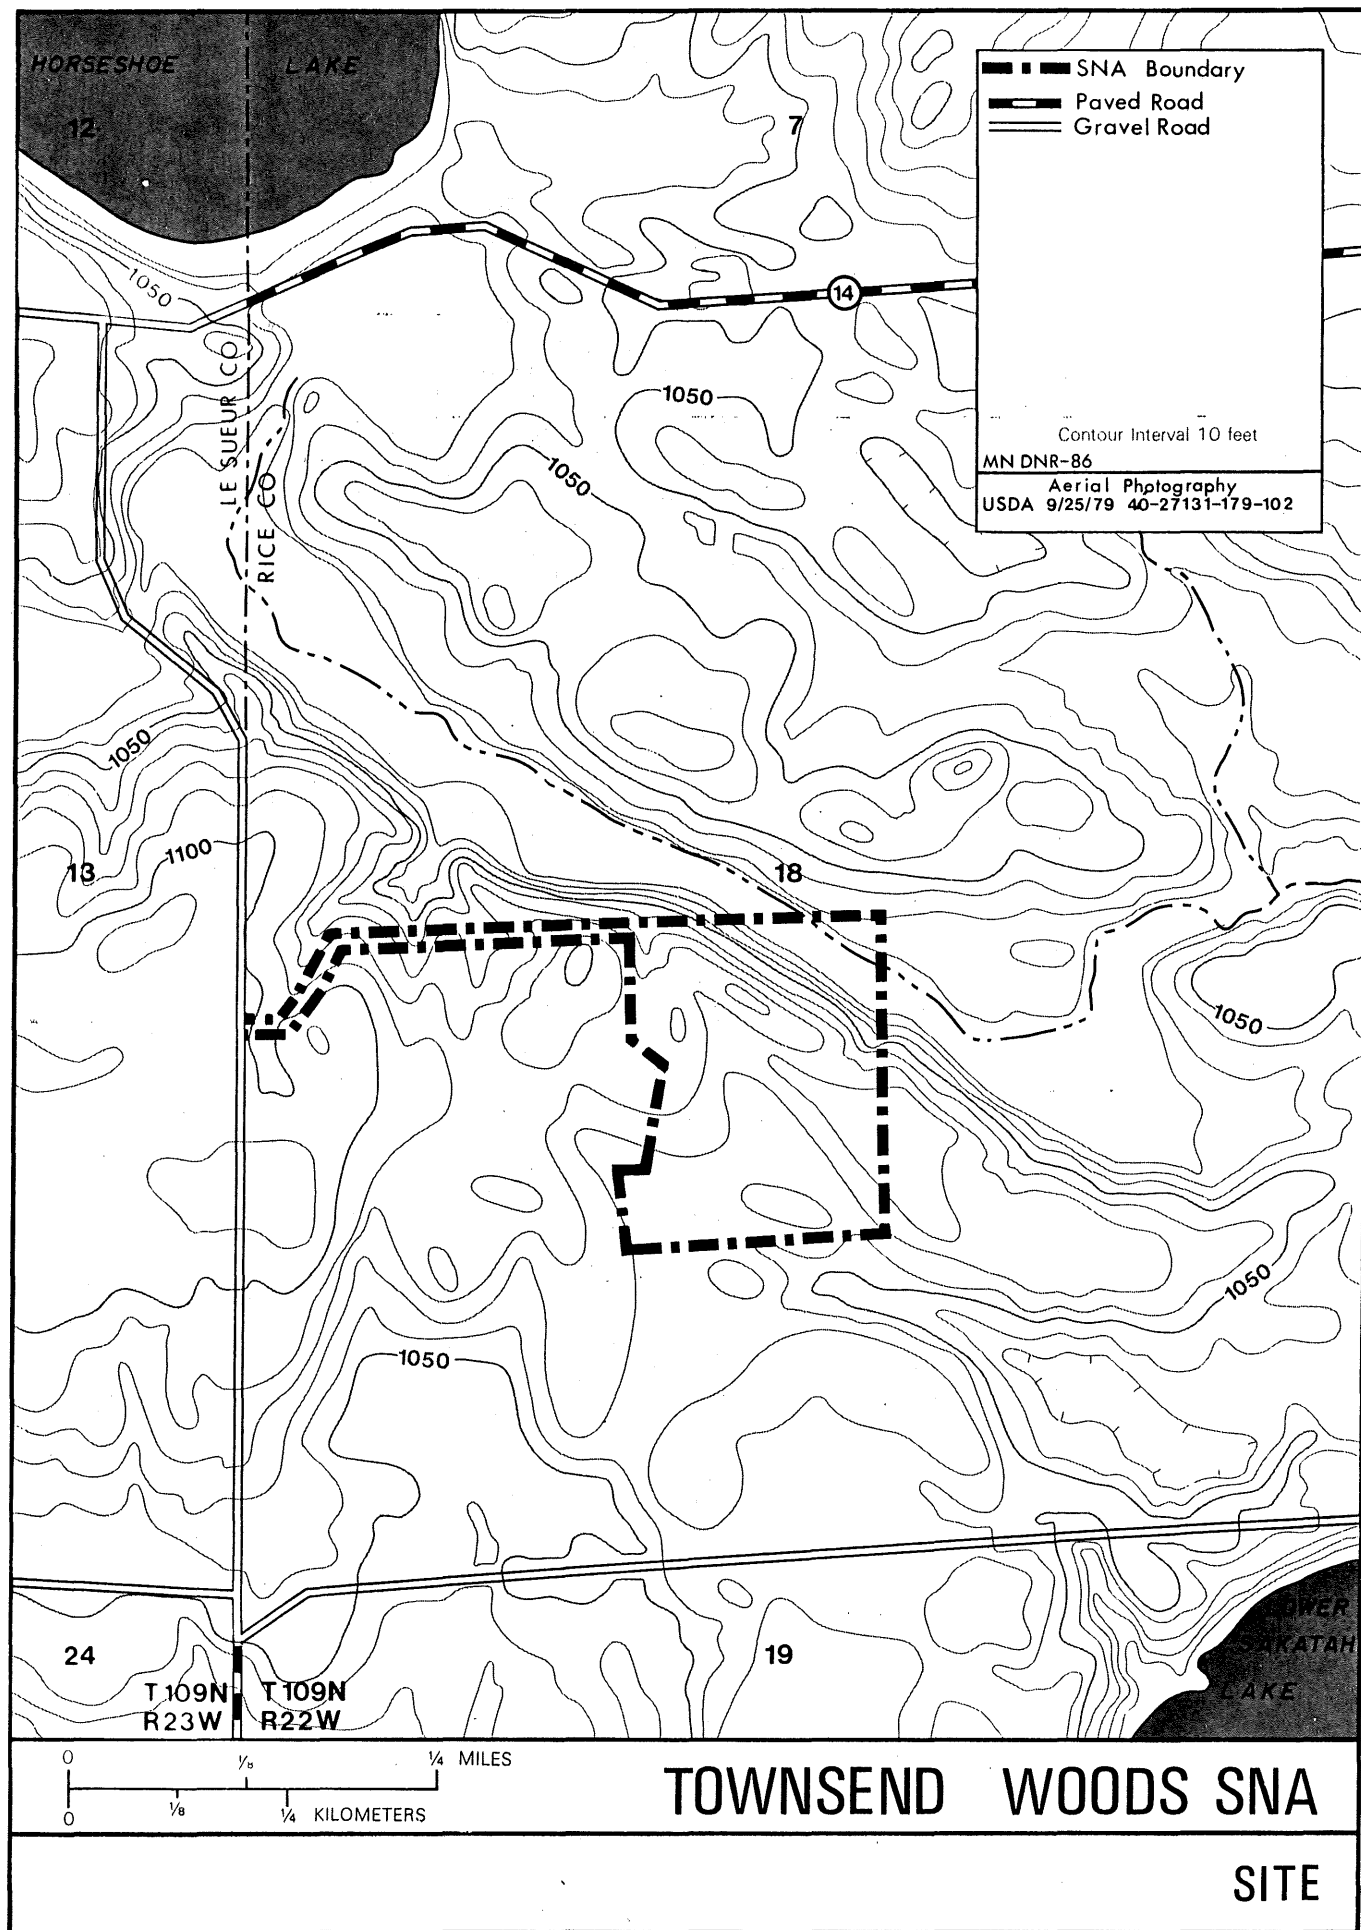 HORSESHOE LAKE
12
7
SNA Boundary
Paved Road
Gravel Road
Contour Interval 10 feet
MN DNR-86
Aerial Photography
USDA 9/25/79 40-27131-179-102
1050
14
LE SUEUR CO
RICE CO
1050
1050
1050
1100
13
18
1050
1050
1050
24
19
LOWER
SAKATAH
LAKE
T109N T109N
R23W R22W
0 1/8 1/4 MILES
0 1/8 1/4 KILOMETERS
TOWNSEND WOODS SNA
SITE